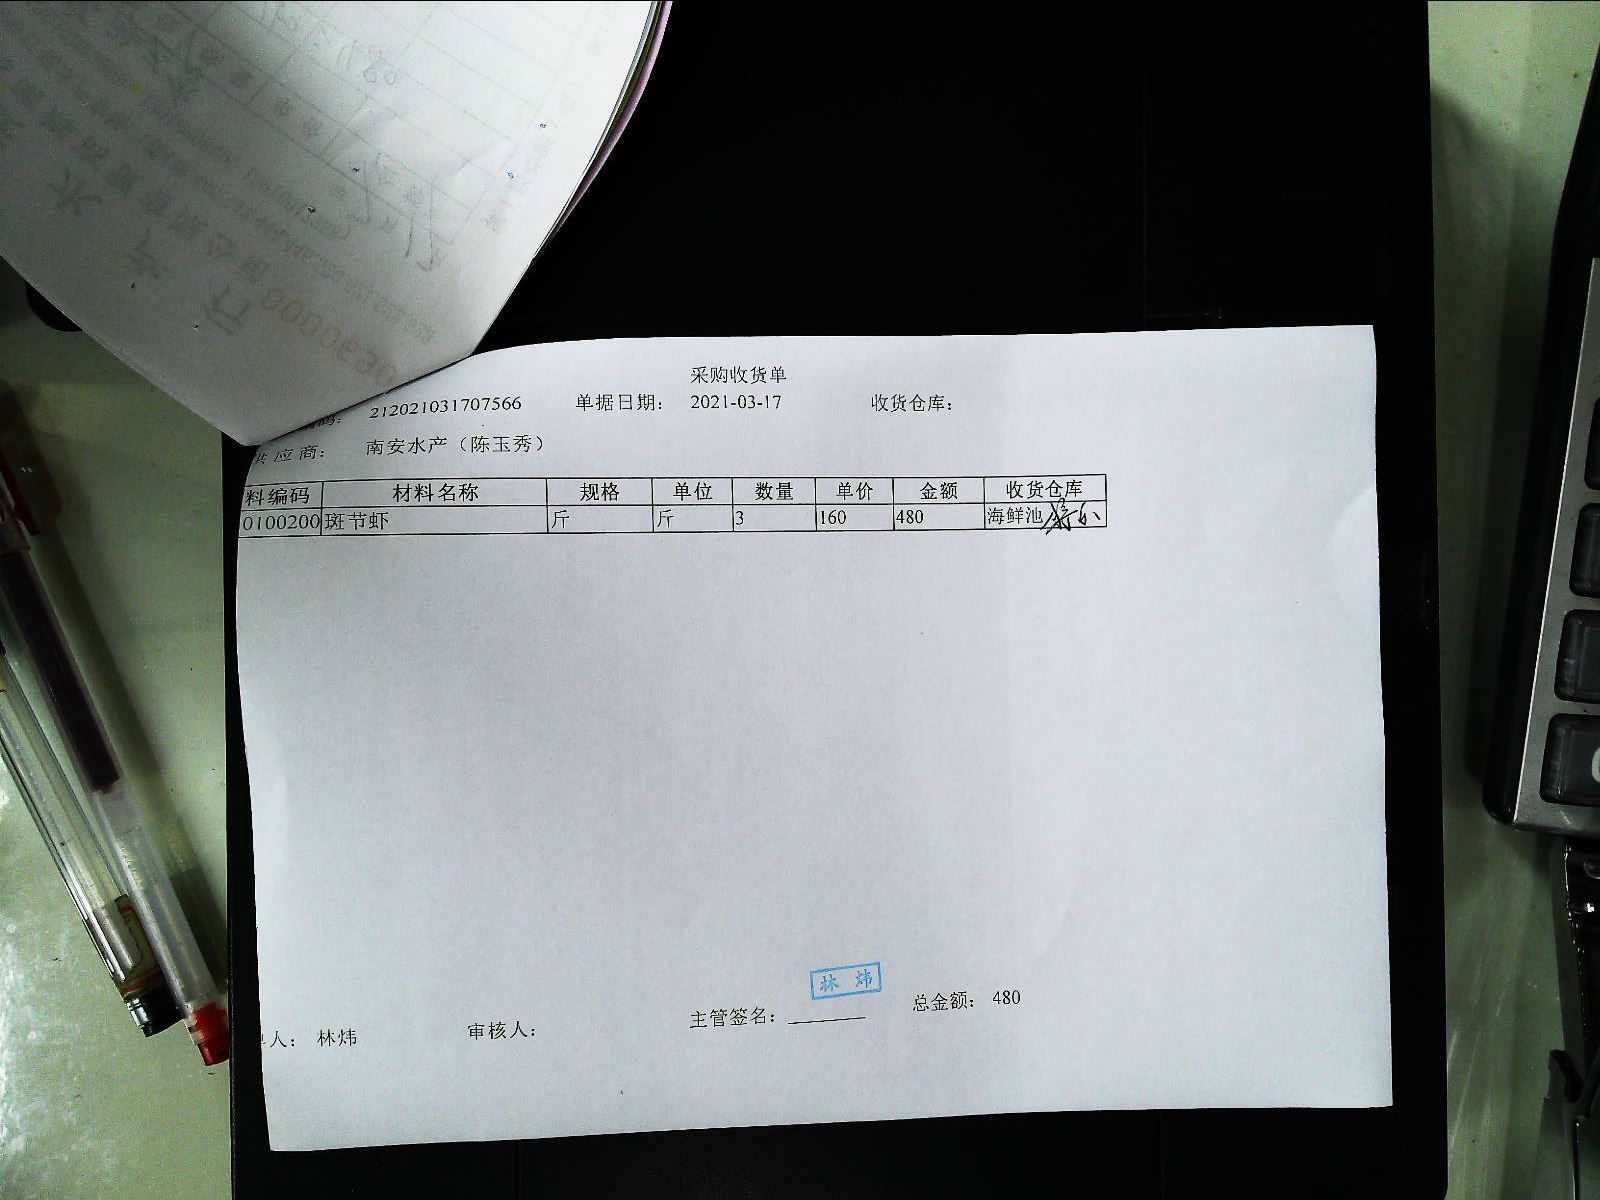 采购收货单
212021031707566 单据日期： 2021-03-17 收货仓库：
供应商： 南安水产（陈玉秀）
料编码 材料名称 规格 单位 数量 单价 金额 收货仓库
0100200 斑节虾 斤 斤 3 160 480 海鲜池
林 炜
人： 林炜 审核人： 主管签名： 总金额： 480